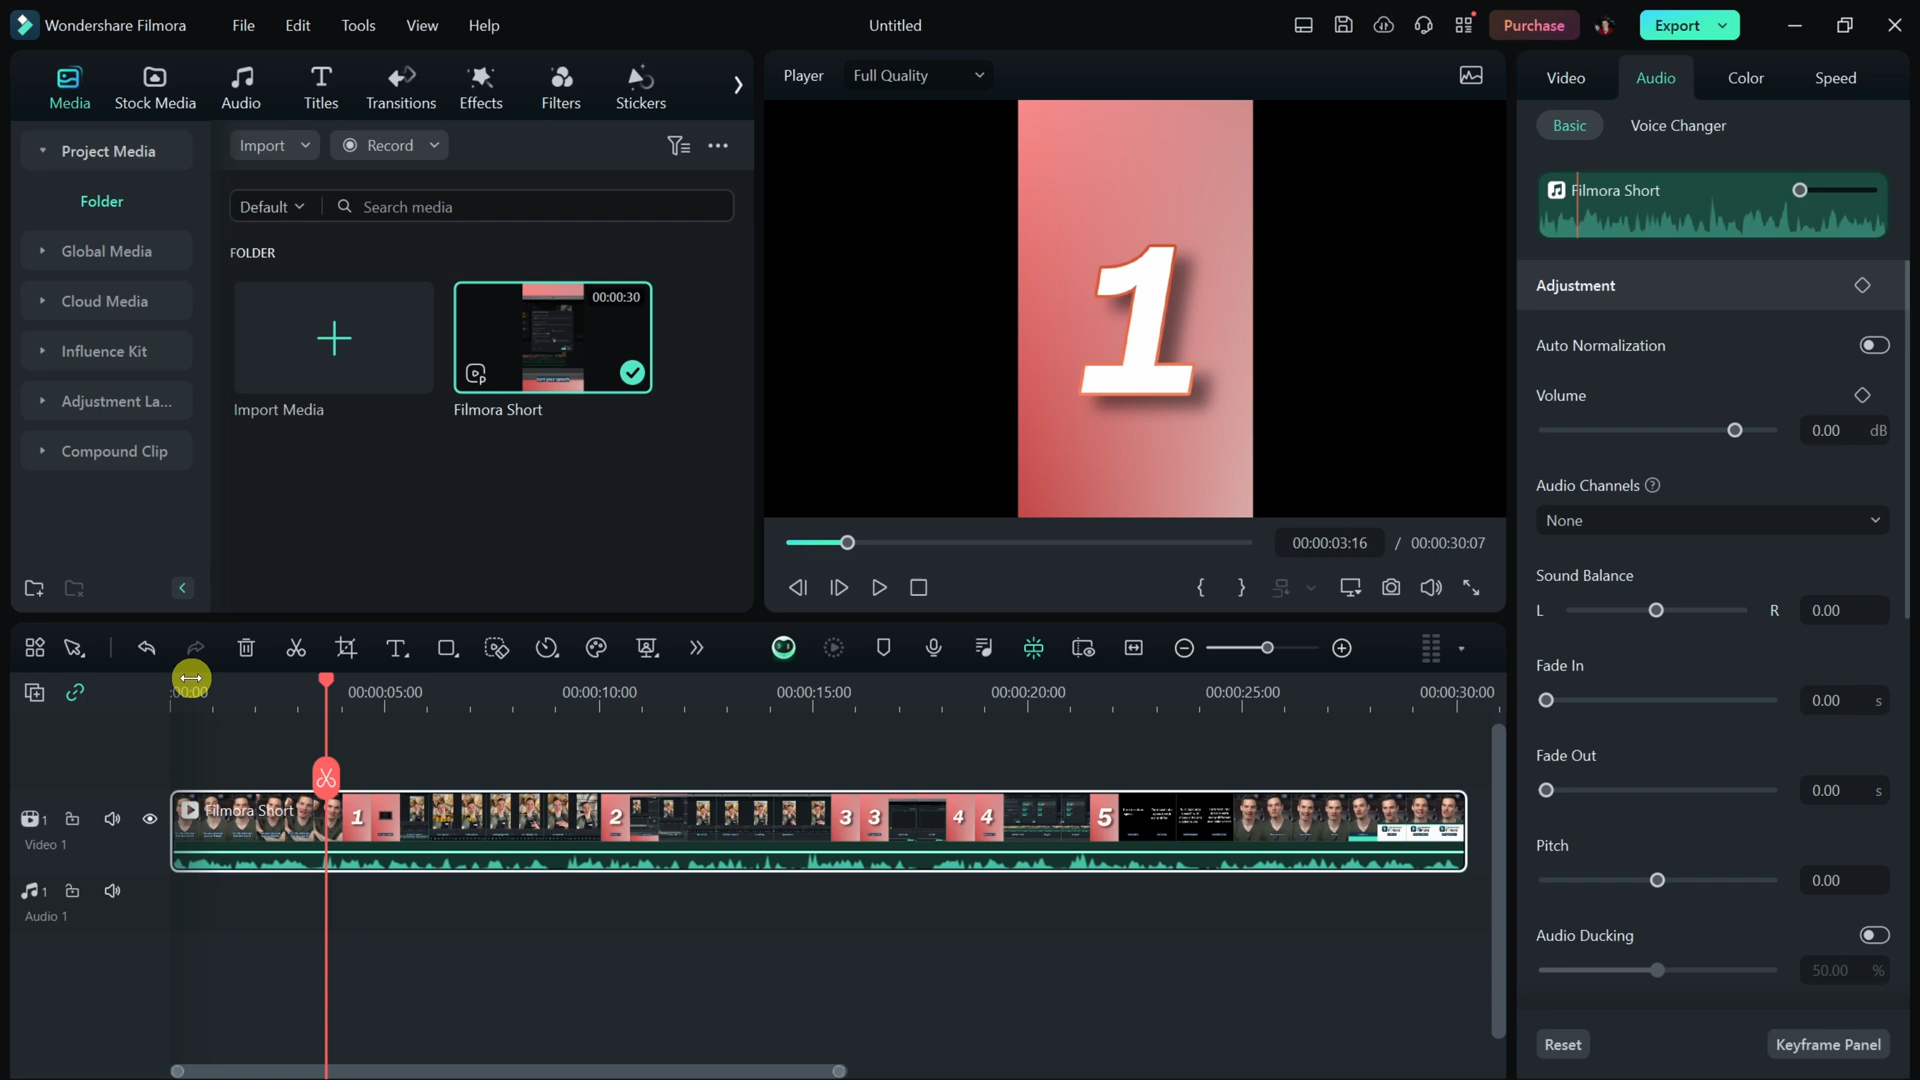 Wondershare Filmora
File
Edit
Tools
View
Help
Untitled
Purchase
Export
Media
Stock Media
Audio
Titles
Transitions
Effects
Filters
Stickers
Player
Full Quality
Video
Audio
Color
Speed
Project Media
Import
Record
Basic
Voice Changer
Folder
Default
Search media
Filmora Short
Global Media
FOLDER
Cloud Media
00:00:30
Adjustment
Influence Kit
Auto Normalization
Adjustment La...
Import Media
Filmora Short
Volume
0.00 dB
Compound Clip
1
Audio Channels
None
00:00:03:16 / 00:00:30:07
Sound Balance
L
R
0.00
Fade In
0.00 s
:00:00
00:00:05:00
00:00:10:00
00:00:15:00
00:00:20:00
00:00:25:00
00:00:30:00
Fade Out
0.00 s
Filmora Short
1
2
3
3
4
4
5
1
Video 1
1
Audio 1
Pitch
0.00
Audio Ducking
50.00 %
Reset
Keyframe Panel